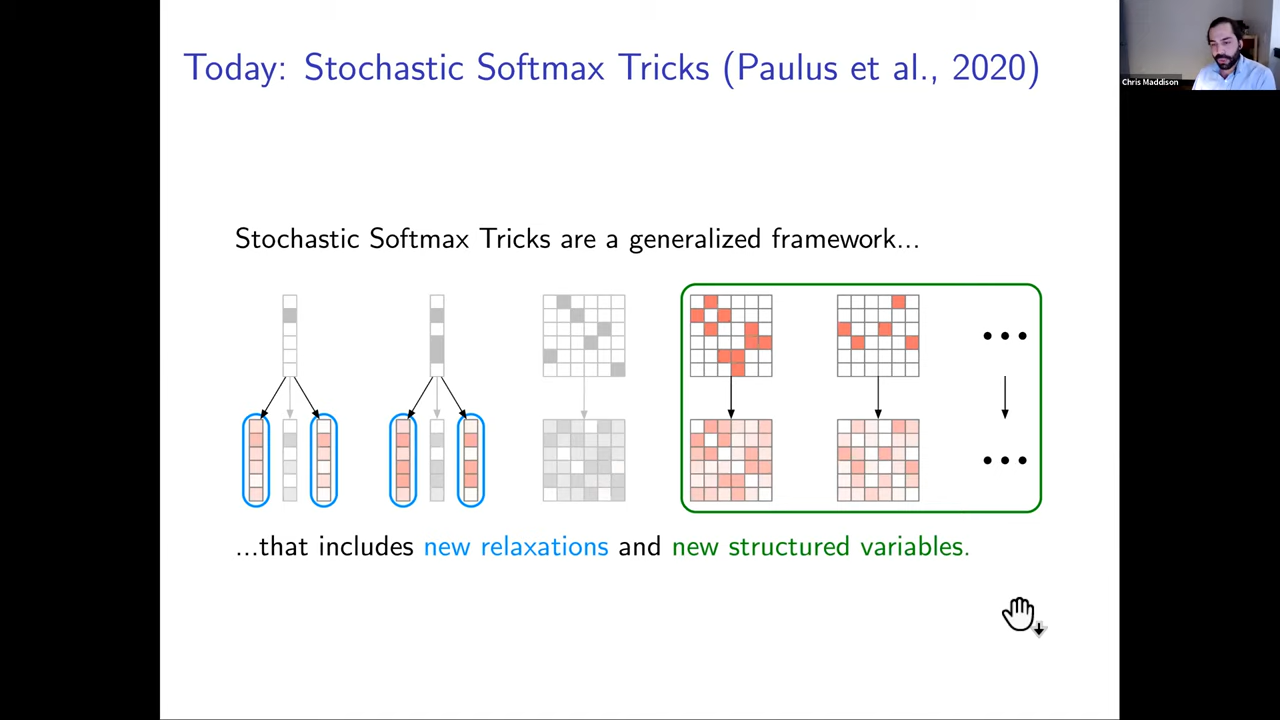 Today: Stochastic Softmax Tricks (Paulus et al., 2020)
Chris Maddison
Stochastic Softmax Tricks are a generalized framework...
...that includes new relaxations and new structured variables.